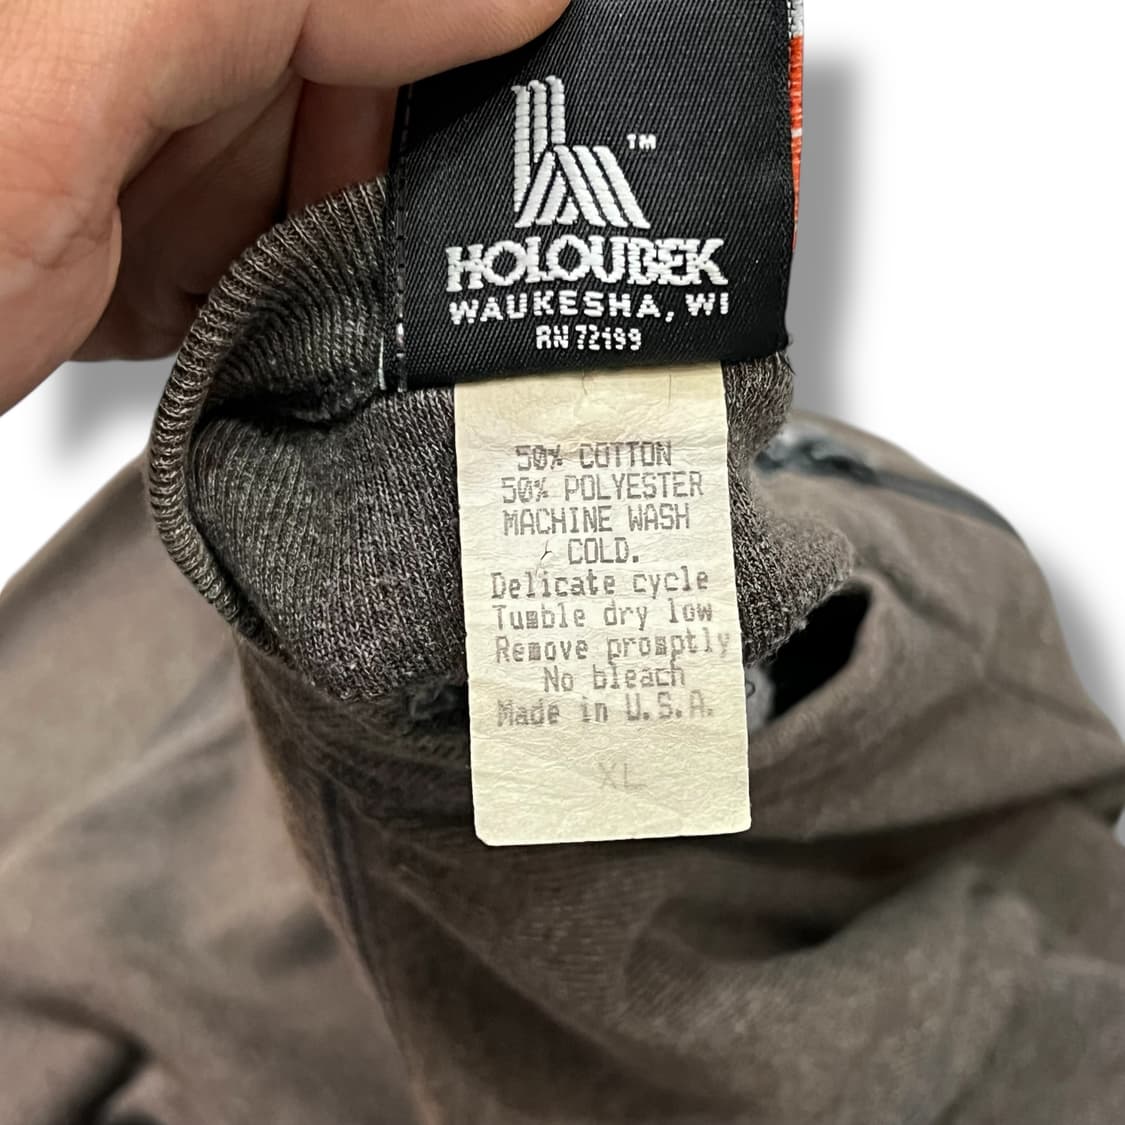 TM
HOLOUBEK
WAUKESHA, WI
RN 72199
50% COTTON
50% POLYESTER
MACHINE WASH
COLD.
Delicate cycle
Tumble dry low
Remove promptly
No bleach
Made in U.S.A.
XL